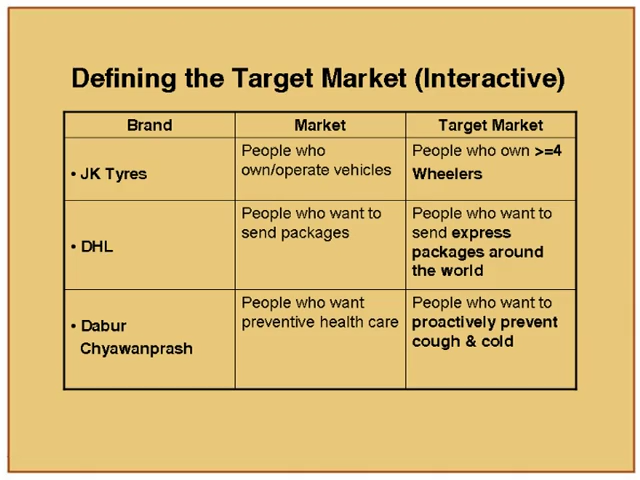 Defining the Target Market (Interactive)
Brand
Market
Target Market
• JK Tyres
People who
own/operate vehicles
People who own >=4
Wheelers
• DHL
People who want to
send packages
People who want to
send express
packages around
the world
• Dabur
Chyawanprash
People who want
preventive health care
People who want to
proactively prevent
cough & cold